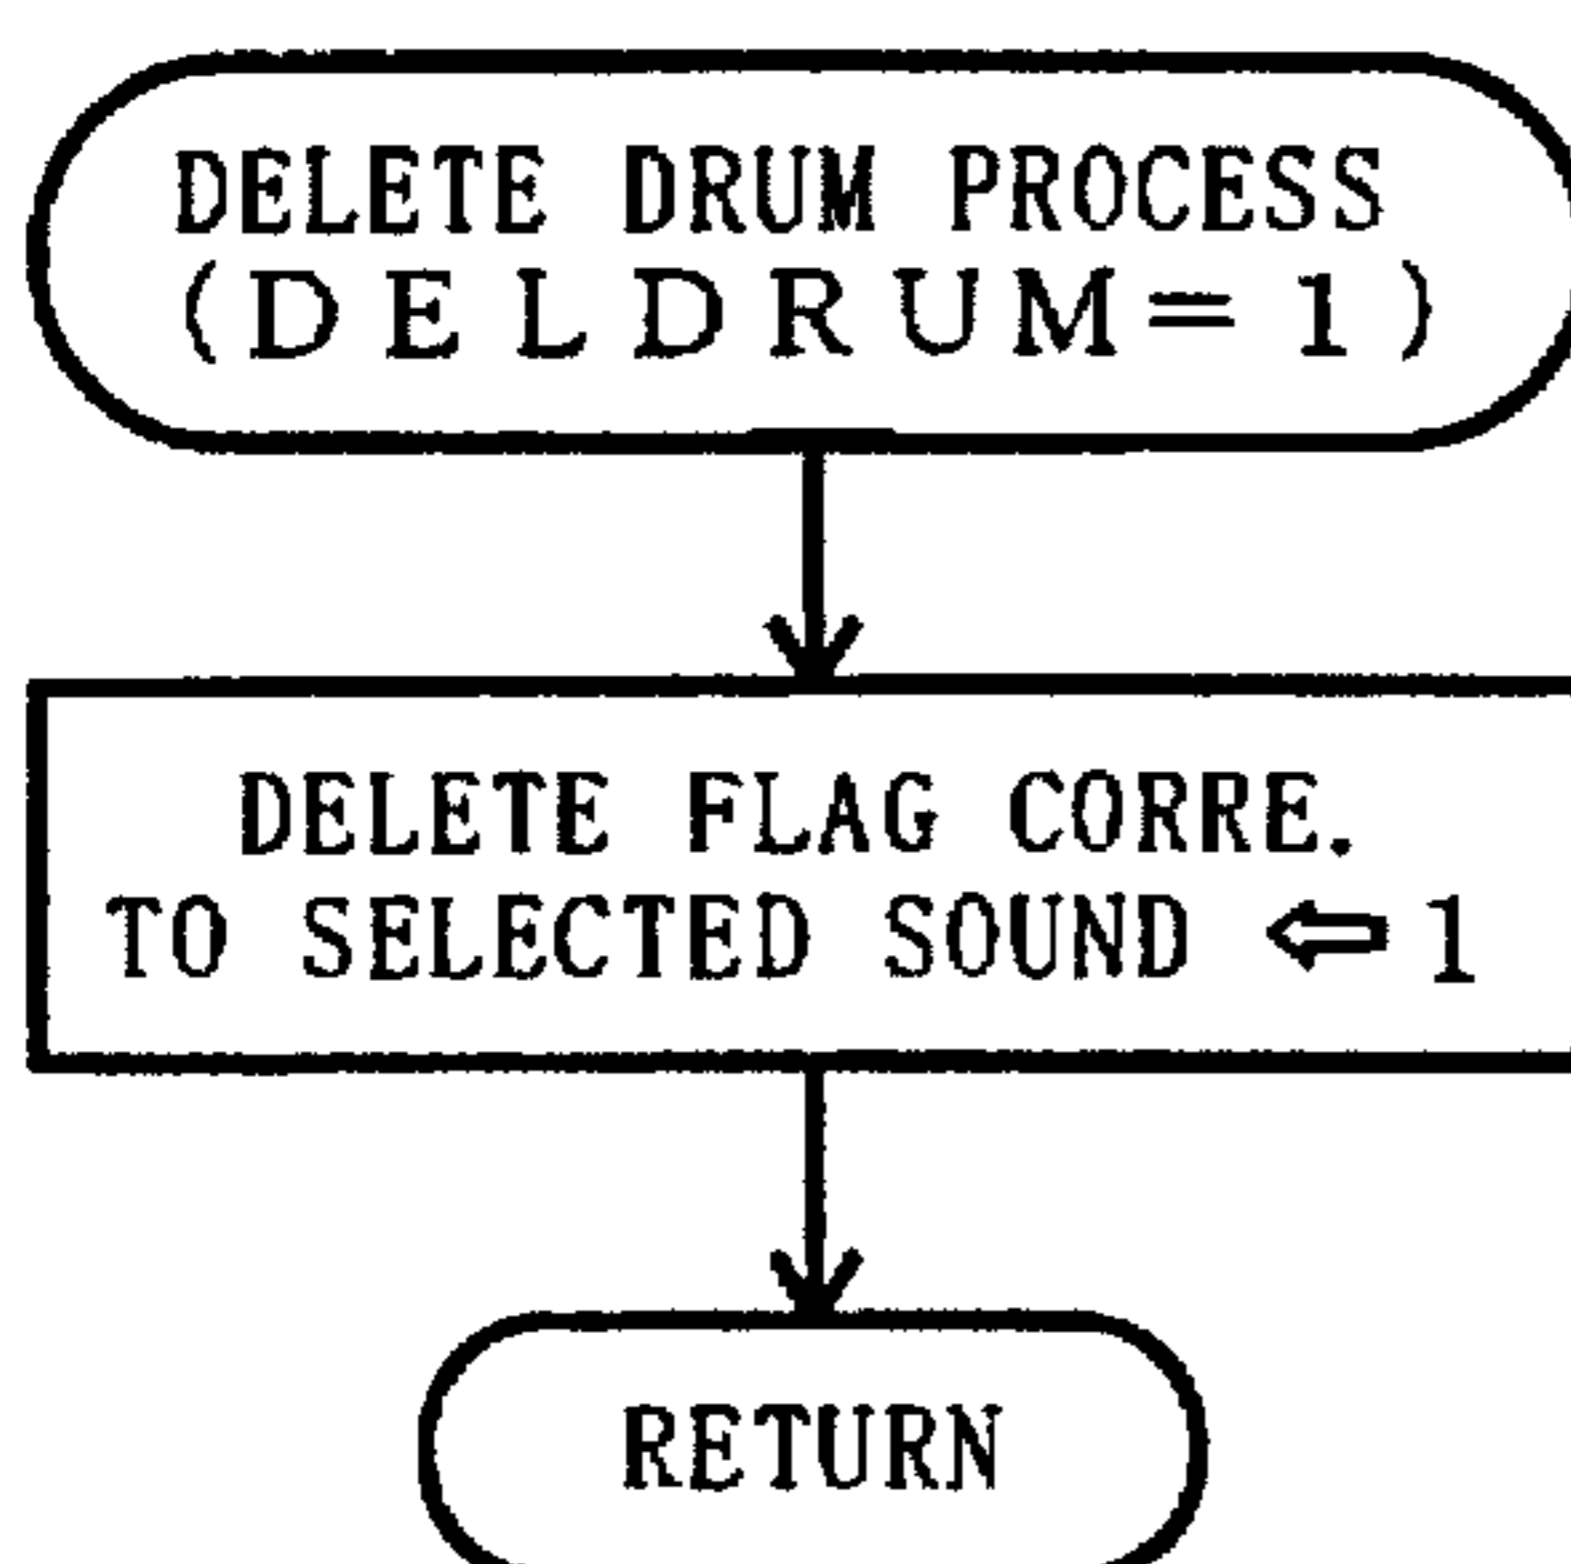 DELETE DRUM PROCESS
(DELDRUM=1)
DELETE FLAG CORRE.
TO SELECTED SOUND ⇦ 1
RETURN